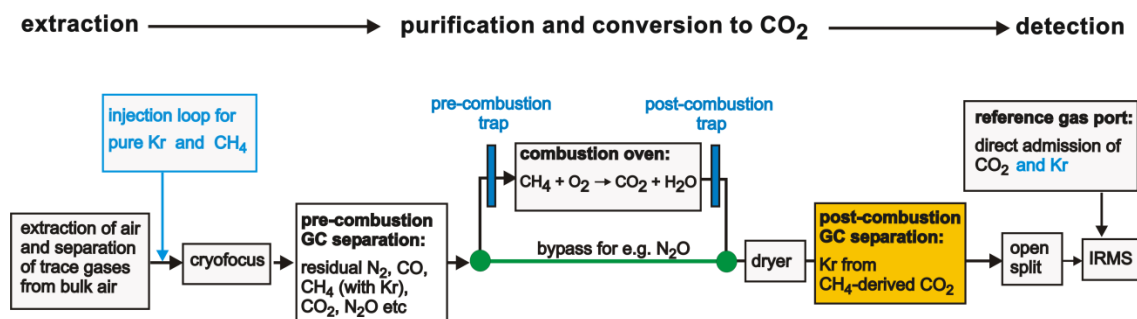 extraction
purification and conversion to CO2
detection
injection loop for
pure Kr and CH4
pre-combustion
trap
post-combustion
trap
reference gas port:
direct admission of
CO2 and Kr
combustion oven:
CH4 + O2 → CO2 + H2O
extraction of air
and separation
of trace gases
from bulk air
cryofocus
pre-combustion
GC separation:
residual N2, CO,
CH4 (with Kr),
CO2, N2O etc
bypass for e.g. N2O
dryer
post-combustion
GC separation:
Kr from
CH4-derived CO2
open
split
IRMS